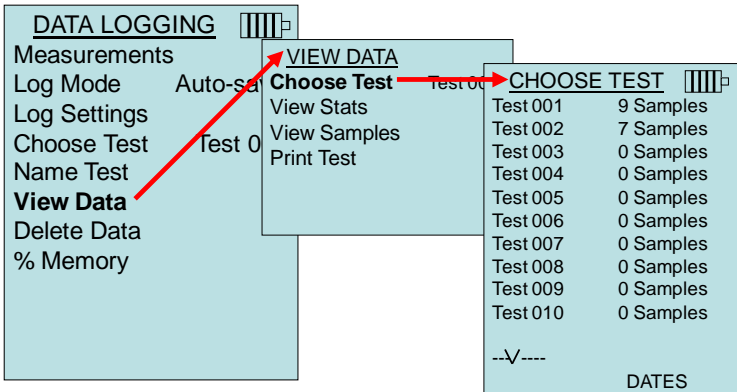 DATA LOGGING
Measurements
Log Mode Auto-sa
Log Settings
Choose Test Test 0
Name Test
View Data
Delete Data
% Memory
VIEW DATA
Choose Test Test 00
View Stats
View Samples
Print Test
CHOOSE TEST
Test 001 9 Samples
Test 002 7 Samples
Test 003 0 Samples
Test 004 0 Samples
Test 005 0 Samples
Test 006 0 Samples
Test 007 0 Samples
Test 008 0 Samples
Test 009 0 Samples
Test 010 0 Samples
--V----
DATES